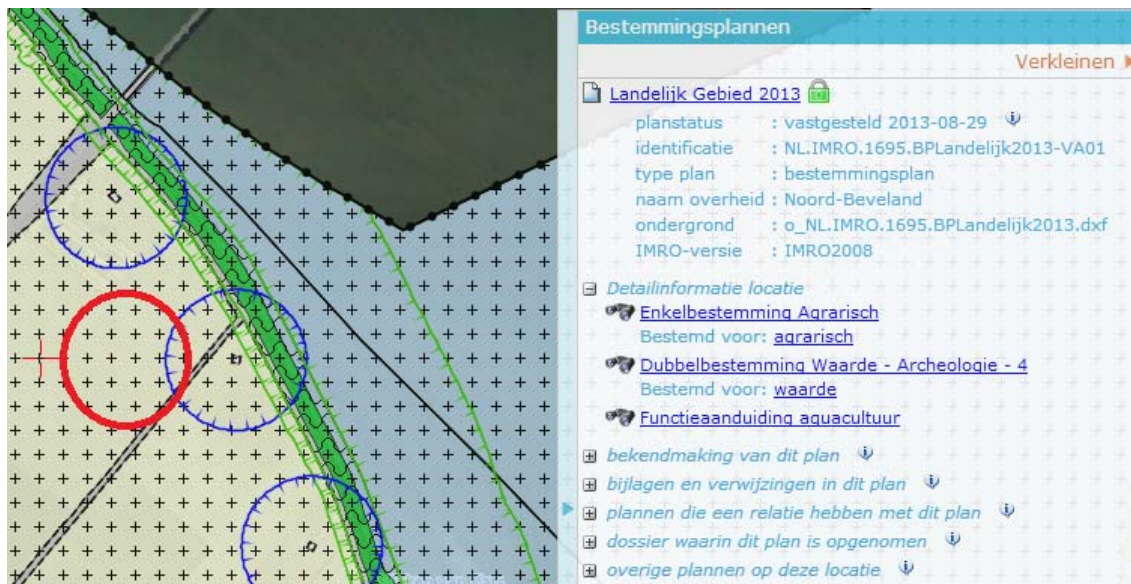 Bestemmingsplannen
Verkleinen
Landelijk Gebied 2013
planstatus : vastgesteld 2013-08-29
identificatie : NL.IMRO.1695.BPLandelijk2013-VA01
type plan : bestemmingsplan
naam overheid : Noord-Beveland
ondergrond : o_NL.IMRO.1695.BPLandelijk2013.dxf
IMRO-versie : IMRO2008
Detailinformatie locatie
Enkelbestemming Agrarisch
Bestemd voor: agrarisch
Dubbelbestemming Waarde - Archeologie - 4
Bestemd voor: waarde
Functieaanduiding aquacultuur
bekendmaking van dit plan
bijlagen en verwijzingen in dit plan
plannen die een relatie hebben met dit plan
dossier waarin dit plan is opgenomen
overige plannen op deze locatie